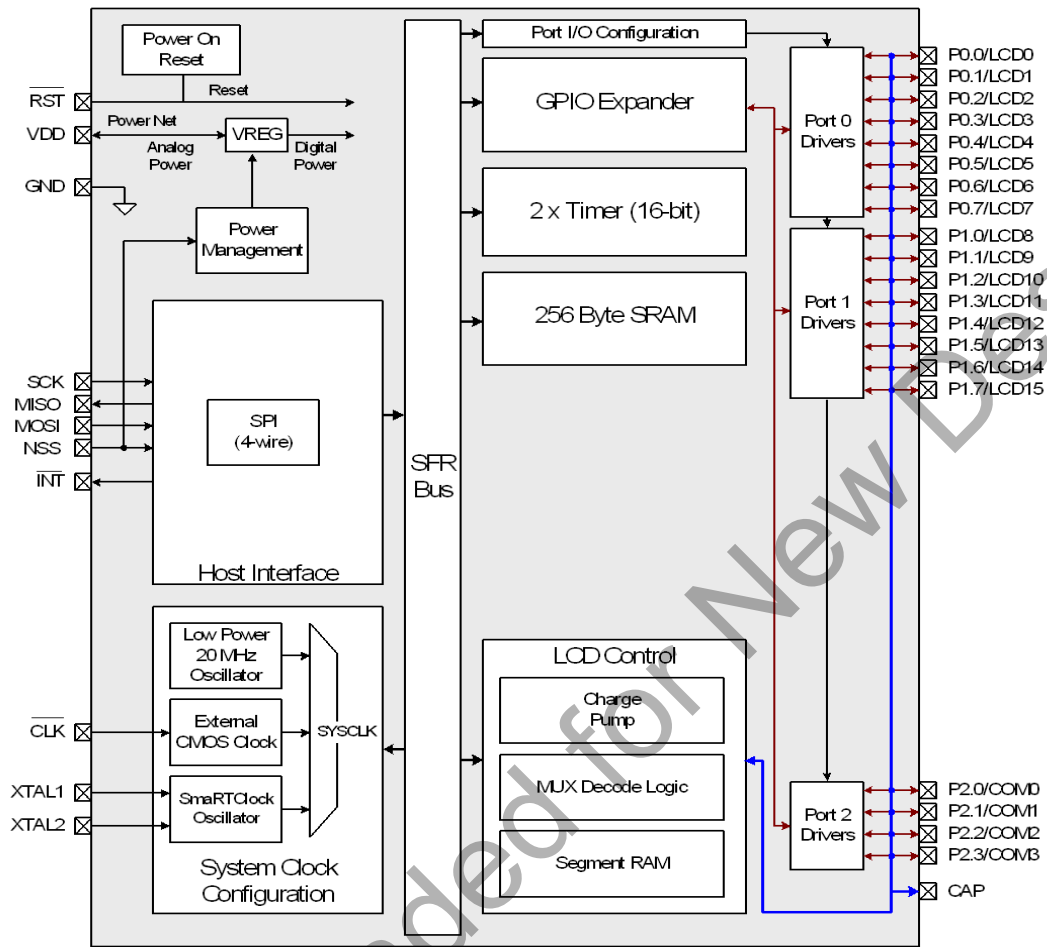 Power On
Reset
RST
Reset
VDD
Power Net
Analog
Power
VREG
Digital
Power
GND
Power
Management
SCK
MISO
MOSI
NSS
INT
SPI
(4-wire)
Host Interface
Low Power
20 MHz
Oscillator
CLK
External
CMOS Clock
SYSCLK
XTAL1
XTAL2
SmaRTClock
Oscillator
System Clock
Configuration
SFR
Bus
Port I/O Configuration
GPIO Expander
2 x Timer (16-bit)
256 Byte SRAM
LCD Control
Charge
Pump
MUX Decode Logic
Segment RAM
Port 0
Drivers
Port 1
Drivers
Port 2
Drivers
P0.0/LCD0
P0.1/LCD1
P0.2/LCD2
P0.3/LCD3
P0.4/LCD4
P0.5/LCD5
P0.6/LCD6
P0.7/LCD7
P1.0/LCD8
P1.1/LCD9
P1.2/LCD10
P1.3/LCD11
P1.4/LCD12
P1.5/LCD13
P1.6/LCD14
P1.7/LCD15
P2.0/COM0
P2.1/COM1
P2.2/COM2
P2.3/COM3
CAP
for New